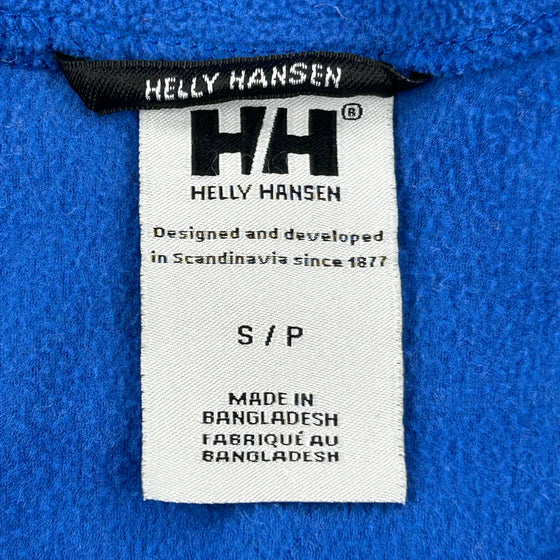 HELLY HANSEN
H/H®
HELLY HANSEN
Designed and developed
in Scandinavia since 1877
S / P
MADE IN
BANGLADESH
FABRIQUÉ AU
BANGLADESH